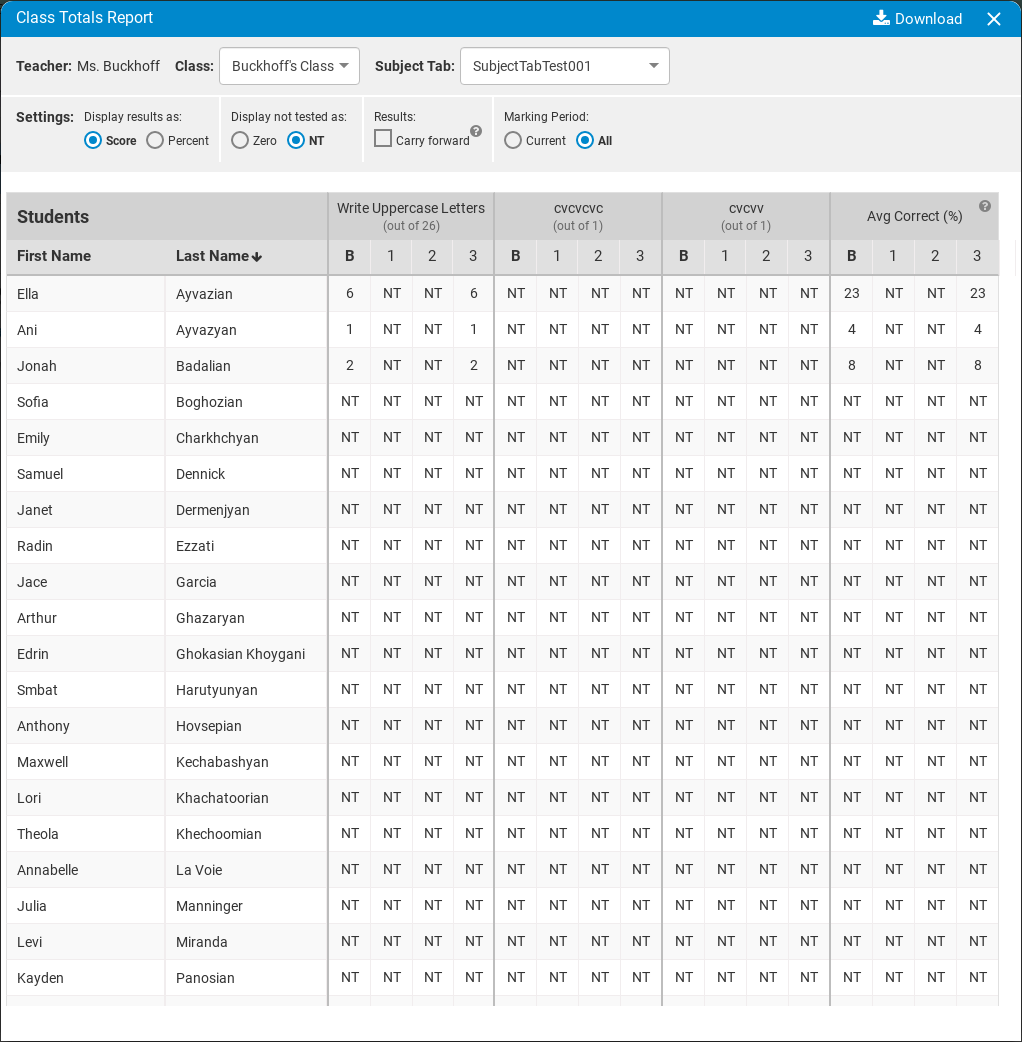 Class Totals Report Download
Teacher: Ms. Buckhoff Class: Buckhoff's Class Subject Tab: SubjectTabTest001
Settings: Display results as: Display not tested as: Results: Marking Period:
Score Percent Zero NT Carry forward ? Current All
Students Write Uppercase Letters cvcvcvc cvcvv Avg Correct (%) ?
(out of 26) (out of 1) (out of 1)
First Name Last Name B 1 2 3 B 1 2 3 B 1 2 3 B 1 2 3
Ella Ayvazian 6 NT NT 6 NT NT NT NT NT NT NT NT 23 NT NT 23
Ani Ayvazyan 1 NT NT 1 NT NT NT NT NT NT NT NT 4 NT NT 4
Jonah Badalian 2 NT NT 2 NT NT NT NT NT NT NT NT 8 NT NT 8
Sofia Boghozian NT NT NT NT NT NT NT NT NT NT NT NT NT NT NT NT
Emily Charkhchyan NT NT NT NT NT NT NT NT NT NT NT NT NT NT NT NT
Samuel Dennick NT NT NT NT NT NT NT NT NT NT NT NT NT NT NT NT
Janet Dermenjyan NT NT NT NT NT NT NT NT NT NT NT NT NT NT NT NT
Radin Ezzati NT NT NT NT NT NT NT NT NT NT NT NT NT NT NT NT
Jace Garcia NT NT NT NT NT NT NT NT NT NT NT NT NT NT NT NT
Arthur Ghazaryan NT NT NT NT NT NT NT NT NT NT NT NT NT NT NT NT
Edrin Ghokasian Khoygani NT NT NT NT NT NT NT NT NT NT NT NT NT NT NT NT
Smbat Harutyunyan NT NT NT NT NT NT NT NT NT NT NT NT NT NT NT NT
Anthony Hovsepian NT NT NT NT NT NT NT NT NT NT NT NT NT NT NT NT
Maxwell Kechabashyan NT NT NT NT NT NT NT NT NT NT NT NT NT NT NT NT
Lori Khachatoorian NT NT NT NT NT NT NT NT NT NT NT NT NT NT NT NT
Theola Khechoomian NT NT NT NT NT NT NT NT NT NT NT NT NT NT NT NT
Annabelle La Voie NT NT NT NT NT NT NT NT NT NT NT NT NT NT NT NT
Julia Manninger NT NT NT NT NT NT NT NT NT NT NT NT NT NT NT NT
Levi Miranda NT NT NT NT NT NT NT NT NT NT NT NT NT NT NT NT
Kayden Panosian NT NT NT NT NT NT NT NT NT NT NT NT NT NT NT NT